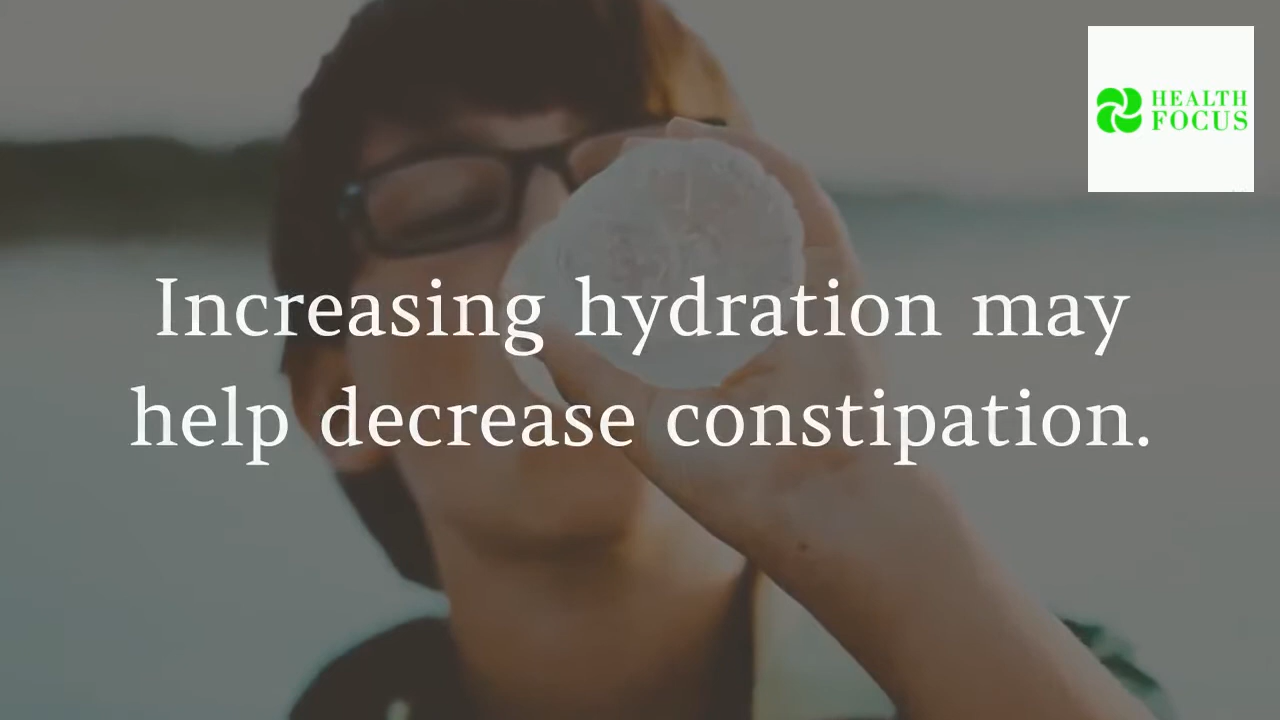 HEALTH
FOCUS
Increasing hydration may
help decrease constipation.